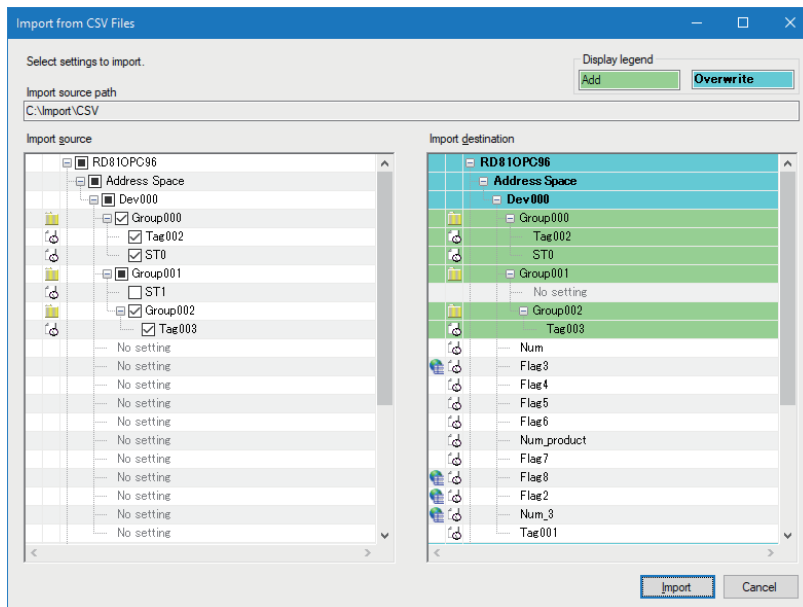 Import from CSV Files
Select settings to import.
Display legend
Add
Overwrite
Import source path
C:\Import\CSV
Import source
RD81OPC96
Address Space
Dev000
Group000
Tag002
ST0
Group001
ST1
Group002
Tag003
No setting
No setting
No setting
No setting
No setting
No setting
No setting
No setting
No setting
No setting
No setting
Import destination
RD81OPC96
Address Space
Dev000
Group000
Tag002
ST0
Group001
No setting
Group002
Tag003
Num
Flag3
Flag4
Flag5
Flag6
Num_product
Flag7
Flag8
Flag2
Num_3
Tag001
Import
Cancel